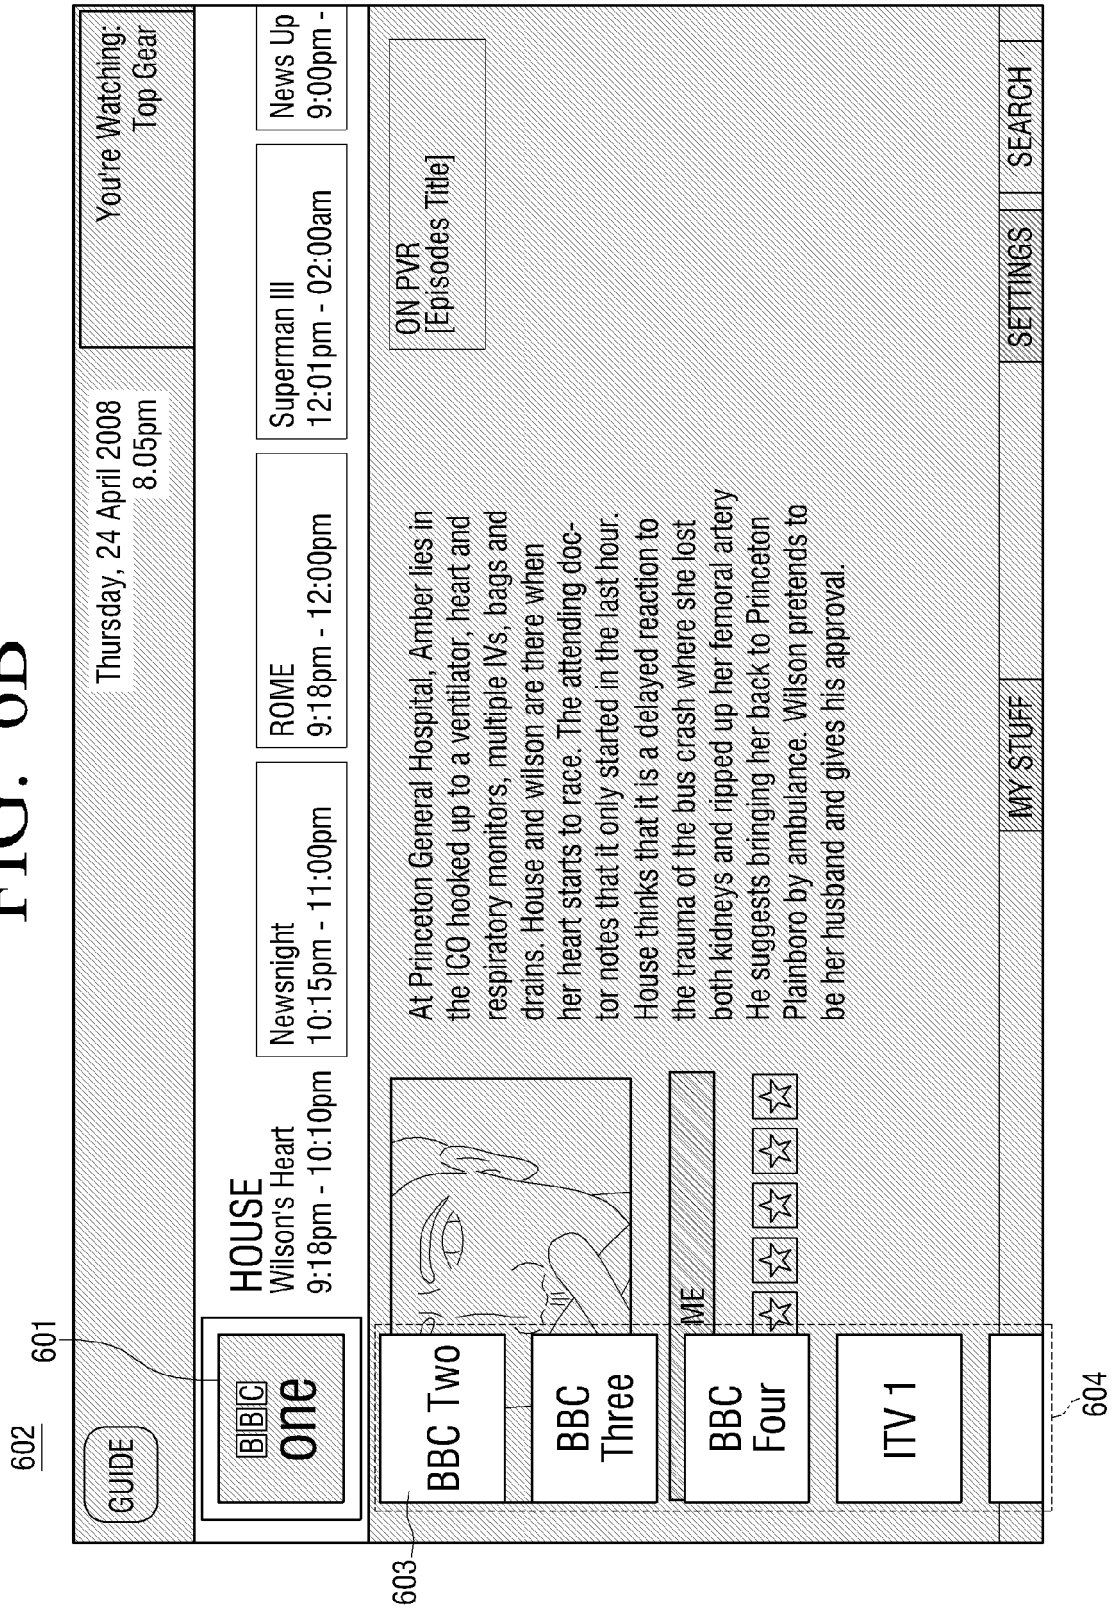 FIG. 6B
602
601
GUIDE
Thursday, 24 April 2008
8.05pm
You're Watching:
Top Gear
BBC
one
HOUSE
Wilson's Heart
9:18pm - 10:10pm
Newsnight
10:15pm - 11:00pm
ROME
9:18pm - 12:00pm
Superman III
12:01pm - 02:00am
News Up
9:00pm -
603
BBC Two
BBC
Three
BBC
Four
ITV 1
604
ME
At Princeton General Hospital, Amber lies in
the ICO hooked up to a ventilator, heart and
respiratory monitors, multiple IVs, bags and
drains. House and wilson are there when
her heart starts to race. The attending doc-
tor notes that it only started in the last hour.
House thinks that it is a delayed reaction to
the trauma of the bus crash where she lost
both kidneys and ripped up her femoral artery
He suggests bringing her back to Princeton
Plainboro by ambulance. Wilson pretends to
be her husband and gives his approval.
ON PVR
[Episodes Title]
MY STUFF
SETTINGS
SEARCH